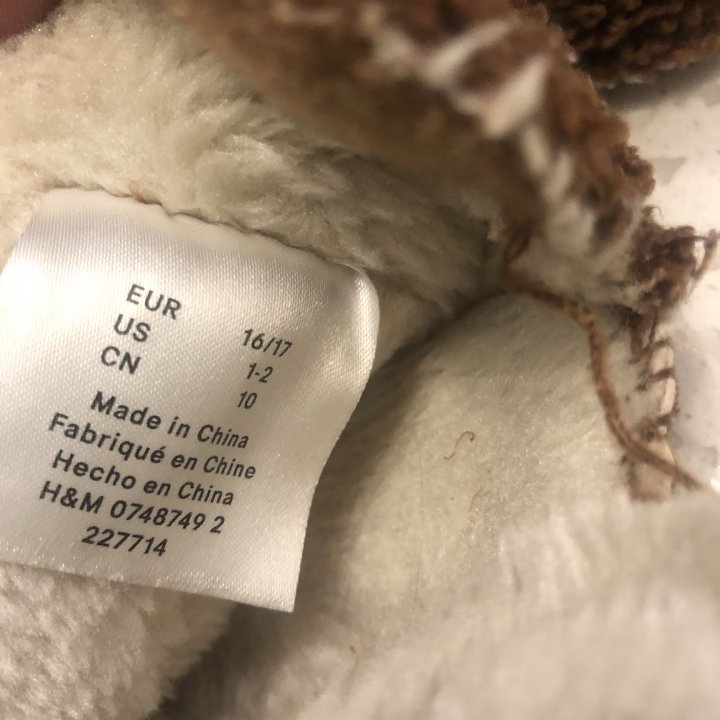 EUR 16/17
US 1-2
CN 10
Made in China
Fabriqué en Chine
Hecho en China
H&M 0748749 2
227714